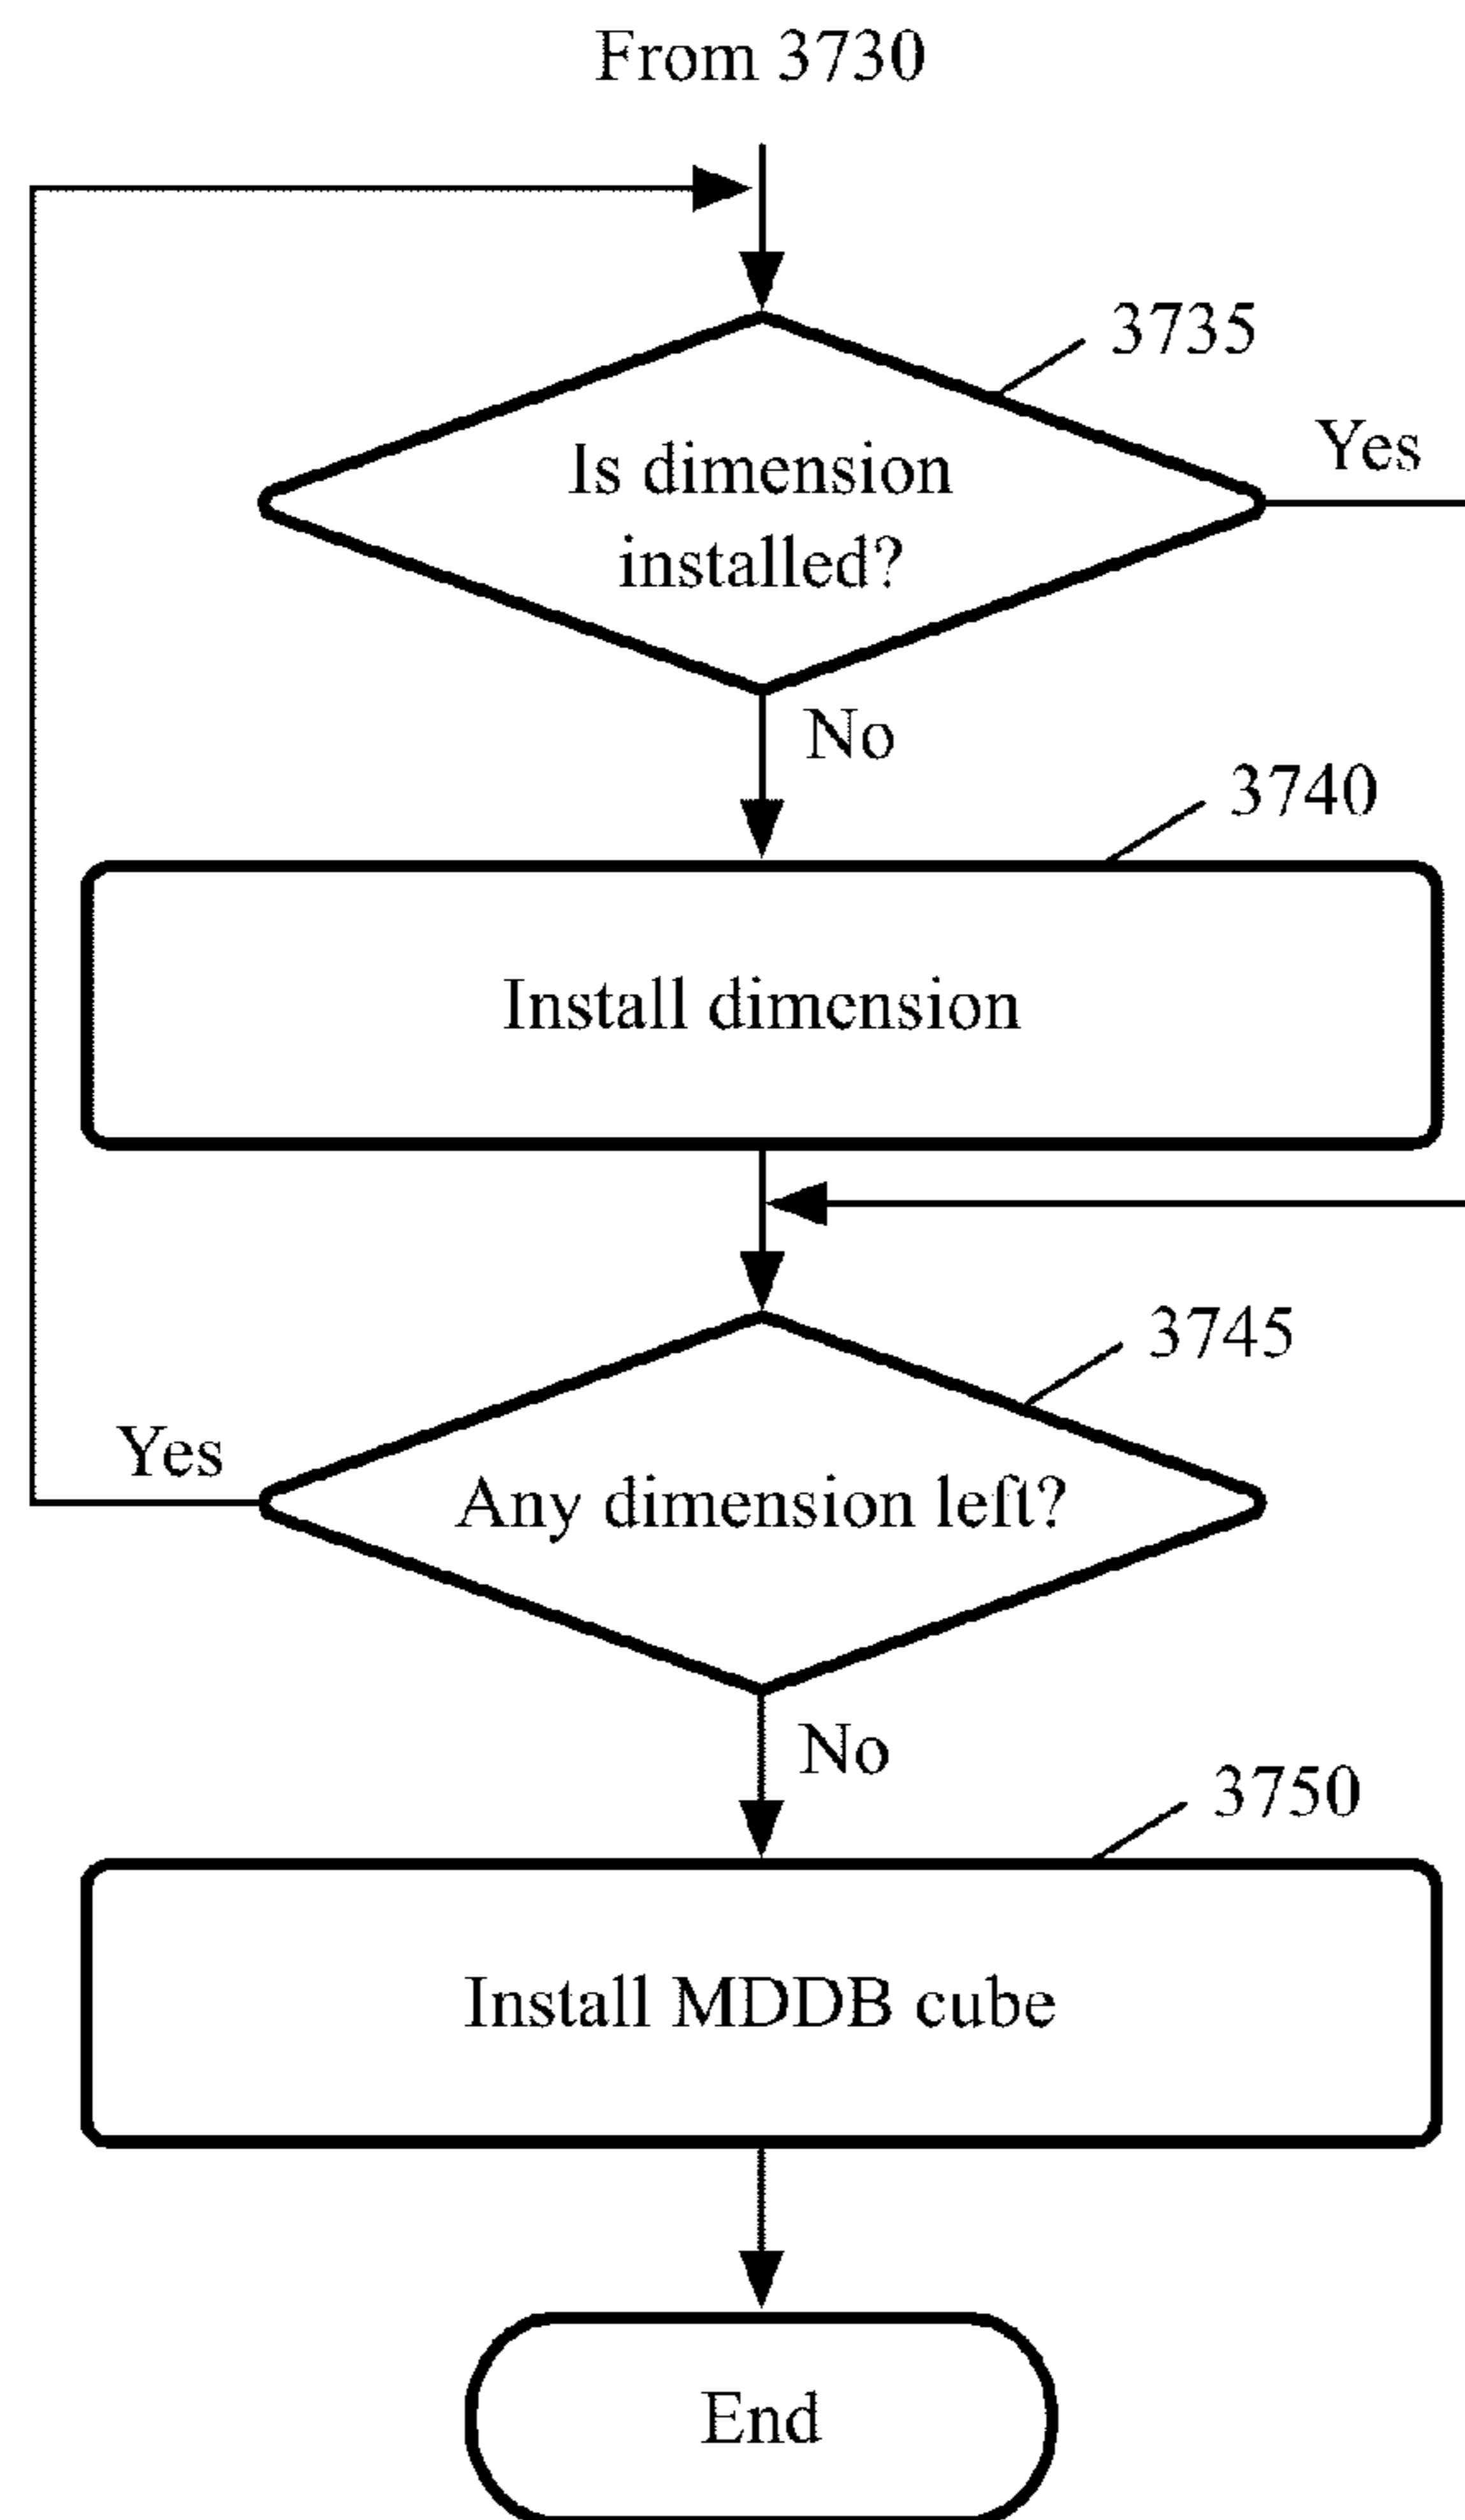 From 3730
3735
Yes
Is dimension
installed?
No
3740
Install dimension
3745
Yes
Any dimension left?
No
3750
Install MDDB cube
End